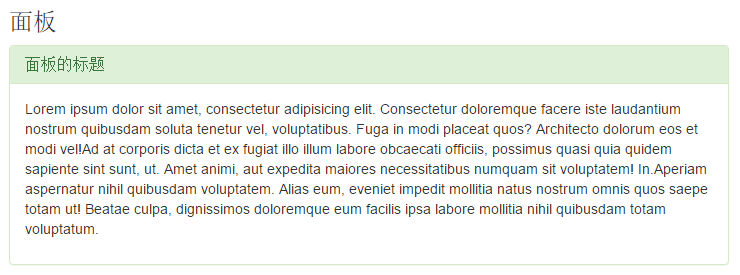 面板
面板的标题
Lorem ipsum dolor sit amet, consectetur adipisicing elit. Consectetur doloremque facere iste laudantium
nostrum quibusdam soluta tenetur vel, voluptatibus. Fuga in modi placeat quos? Architecto dolorum eos et
modi vel!Ad at corporis dicta et ex fugiat illo illum labore obcaecati officiis, possimus quasi quia quidem
sapiente sint sunt, ut. Amet animi, aut expedita maiores necessitatibus numquam sit voluptatem! In.Aperiam
aspernatur nihil quibusdam voluptatem. Alias eum, eveniet impedit mollitia natus nostrum omnis quos saepe
totam ut! Beatae culpa, dignissimos doloremque eum facilis ipsa labore mollitia nihil quibusdam totam
voluptatum.